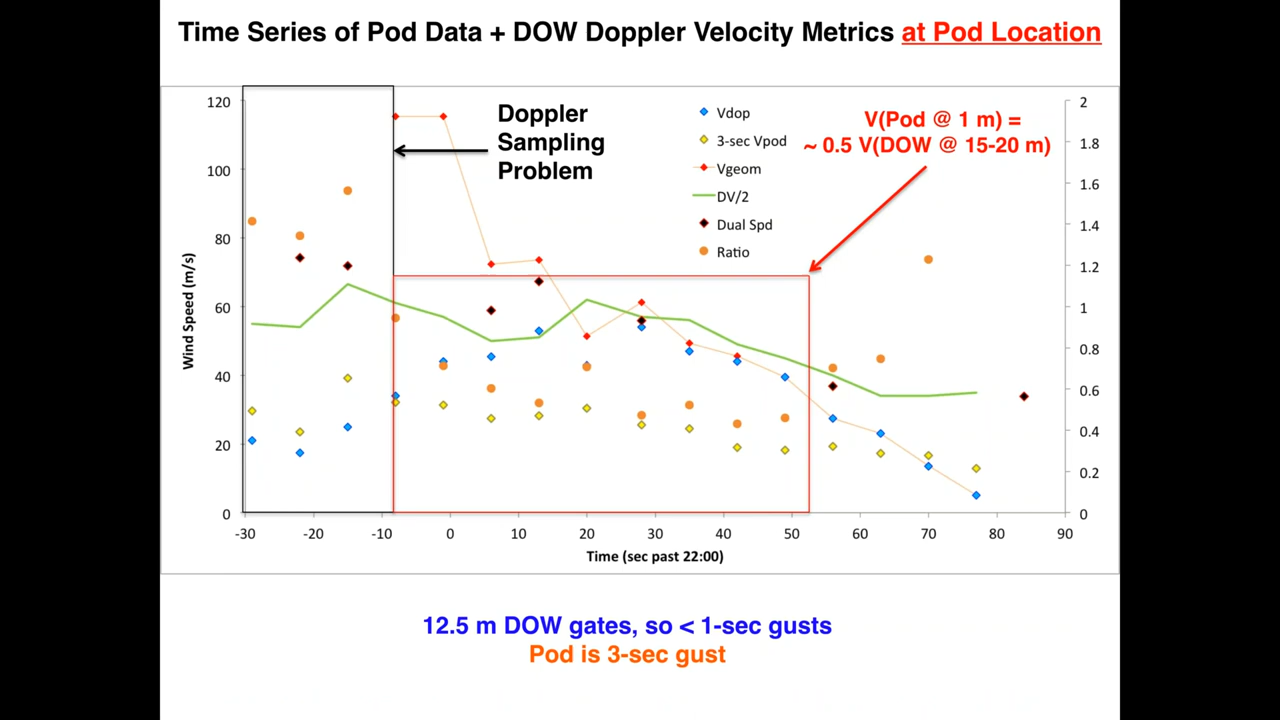 Time Series of Pod Data + DOW Doppler Velocity Metrics at Pod Location
Doppler
Sampling
Problem
V(Pod @ 1 m) =
~ 0.5 V(DOW @ 15-20 m)
Vdop
3-sec Vpod
Vgeom
DV/2
Dual Spd
Ratio
Wind Speed (m/s)
120
100
80
60
40
20
0
2
1.8
1.6
1.4
1.2
1
0.8
0.6
0.4
0.2
0
-30 -20 -10 0 10 20 30 40 50 60 70 80 90
Time (sec past 22:00)
12.5 m DOW gates, so < 1-sec gusts
Pod is 3-sec gust